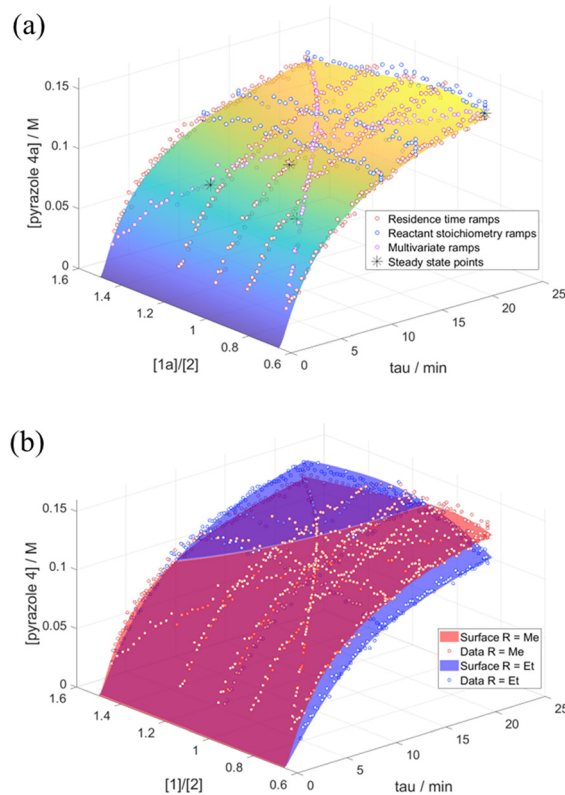 (a)
0.15
0.1
0.05
0
[pyrazole 4a] / M
1.6
1.4
1.2
1
0.8
0.6
[1a]/[2]
0
5
10
15
20
25
tau / min
Residence time ramps
Reactant stoichiometry ramps
Multivariate ramps
Steady state points
(b)
0.15
0.1
0.05
0
[pyrazole 4] / M
1.6
1.4
1.2
1
0.8
0.6
[1]/[2]
0
5
10
15
20
25
tau / min
Surface R = Me
Data R = Me
Surface R = Et
Data R = Et